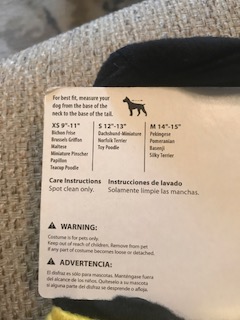 For best fit, measure your
dog from the base of the
neck to the base of the tail.
XS 9"-11"
Bichon Frise
Brussels Griffon
Maltese
Miniature Pinscher
Papillon
Teacup Poodle
S 12"-13"
Dachshund-Miniature
Norfolk Terrier
Toy Poodle
M 14"-15"
Pekingese
Pomeranian
Basenji
Silky Terrier
Care Instructions
Spot clean only.
Instrucciones de lavado
Solamente limpie las manchas.
WARNING:
Costume is for pets only.
Keep out of reach of children. Remove from pet
if any part of costume becomes loose or detached.
ADVERTENCIA:
El disfraz es sólo para mascotas. Manténgase fuera
del alcance de los niños. Quíteselo a su mascota
si alguna parte del disfraz se desprende o afloja.